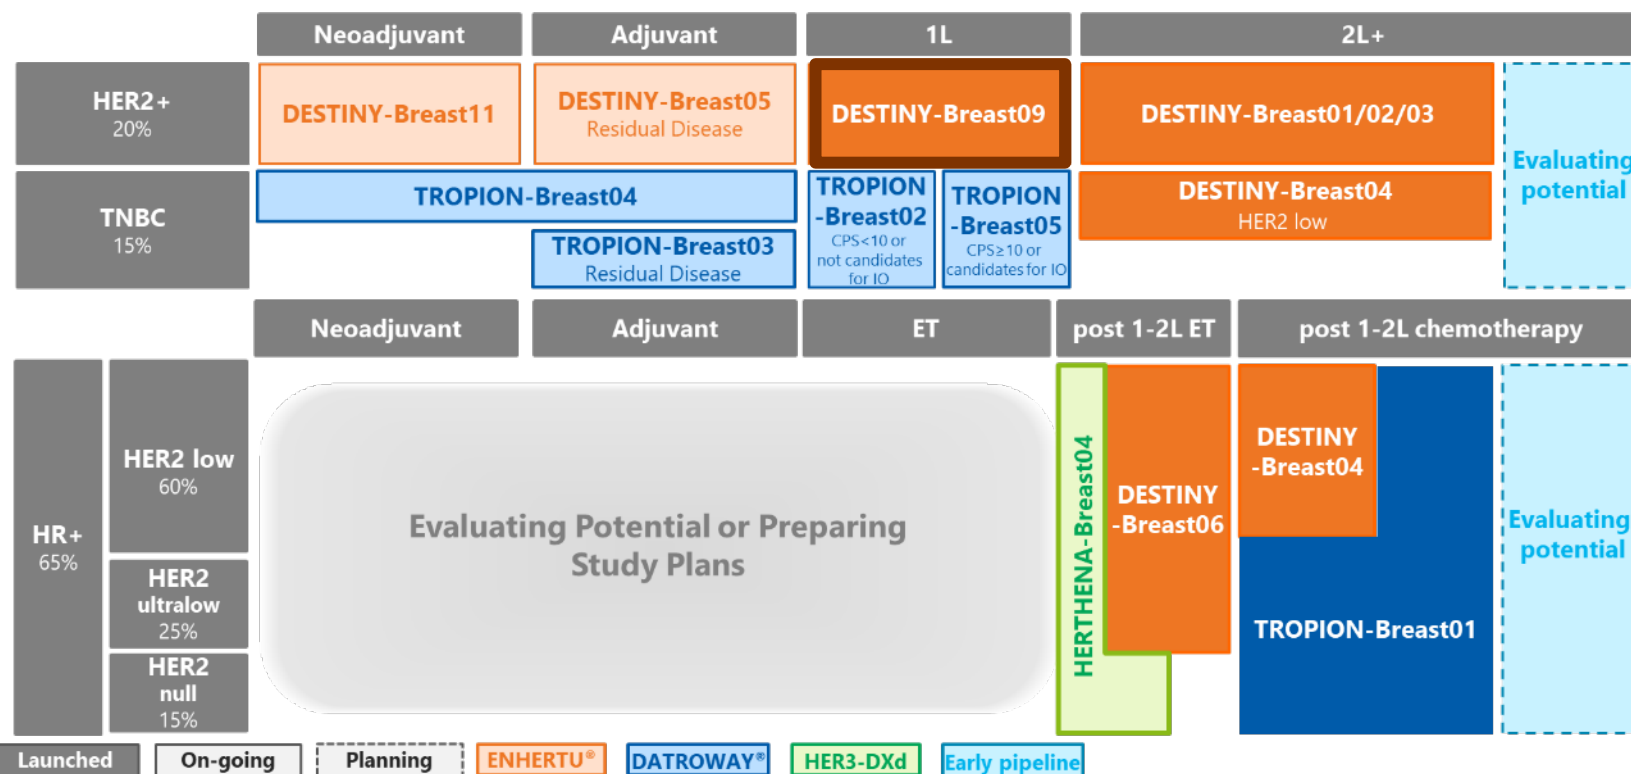 Neoadjuvant
Adjuvant
1L
2L+
HER2+
20%
DESTINY-Breast11
DESTINY-Breast05
Residual Disease
DESTINY-Breast09
DESTINY-Breast01/02/03
Evaluating
potential
TNBC
15%
TROPION-Breast04
TROPION-Breast03
Residual Disease
TROPION
-Breast02
CPS<10 or
not candidates
for IO
TROPION
-Breast05
CPS≥10 or
candidates for IO
DESTINY-Breast04
HER2 low
Neoadjuvant
Adjuvant
ET
post 1-2L ET
post 1-2L chemotherapy
HR+
65%
HER2 low
60%
HER2
ultralow
25%
HER2
null
15%
Evaluating Potential or Preparing
Study Plans
HERTHENA-Breast04
DESTINY
-Breast06
DESTINY
-Breast04
TROPION-Breast01
Evaluating
potential
Launched
On-going
Planning
ENHERTU®
DATROWAY®
HER3-DXd
Early pipeline